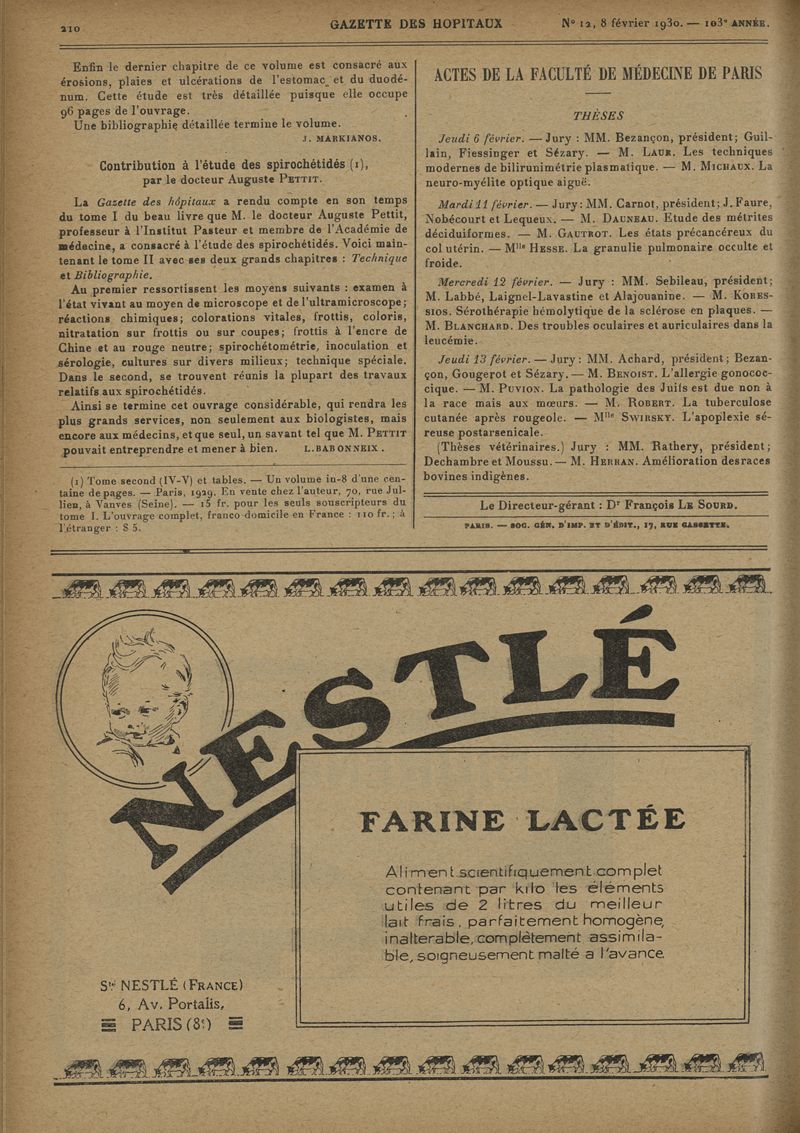 210
GAZETTE DES HOPITAUX
N° 12, 8 février 1930. — 103e ANNÉE.
Enfin le dernier chapitre de ce volume est consacré aux
érosions, plaies et ulcérations de l'estomac et du duodé-
num. Cette étude est très détaillée puisque elle occupe
96 pages de l'ouvrage.
Une bibliographie détaillée termine le volume.
J. MARKIANOS.
Contribution à l'étude des spirochétidés (1),
par le docteur Auguste PETTIT.
La Gazette des hôpitaux a rendu compte en son temps
du tome I du beau livre que M. le docteur Auguste Pettit,
professeur à l'Institut Pasteur et membre de l'Académie de
médecine, a consacré à l'étude des spirochétidés. Voici main-
tenant le tome II avec ses deux grands chapitres : Technique
et Bibliographie.
Au premier ressortissent les moyens suivants : examen à
l'état vivant au moyen de microscope et de l'ultramicroscope;
réactions chimiques; colorations vitales, frottis, coloris,
nitratation sur frottis ou sur coupes; frottis à l'encre de
Chine et au rouge neutre; spirochétométrie, inoculation et
sérologie, cultures sur divers milieux; technique spéciale.
Dans le second, se trouvent réunis la plupart des travaux
relatifs aux spirochétidés.
Ainsi se termine cet ouvrage considérable, qui rendra les
plus grands services, non seulement aux biologistes, mais
encore aux médecins, et que seul, un savant tel que M. PETTIT
pouvait entreprendre et mener à bien. L. BABONNEIX.
(1) Tome second (IV-V) et tables. — Un volume in-8 d'une cen-
taine de pages. — Paris, 1929. En vente chez l'auteur, 70, rue Jul-
lien, à Vanves (Seine). — 15 fr. pour les seuls souscripteurs du
tome I. L'ouvrage complet, franco domicile en France : 110 fr.; à
l'étranger : $ 5.
ACTES DE LA FACULTÉ DE MÉDECINE DE PARIS
THÈSES
Jeudi 6 février. — Jury : MM. Bezançon, président; Guil-
lain, Fiessinger et Sézary. — M. LAUR. Les techniques
modernes de bilirunimétrie plasmatique. — M. MICHAUX. La
neuro-myélite optique aiguë.
Mardi 11 février. — Jury : MM. Carnot, président; J. Faure,
Nobécourt et Lequeux. — M. DAUNEAU. Etude des métrites
déciduiformes. — M. GAUTROT. Les états précancéreux du
col utérin. — Mlle HESSE. La granulie pulmonaire occulte et
froide.
Mercredi 12 février. — Jury : MM. Sebileau, président;
M. Labbé, Laignel-Lavastine et Alajouanine. — M. KORES-
SIOS. Sérothérapie hémolytique de la sclérose en plaques. —
M. BLANCHARD. Des troubles oculaires et auriculaires dans la
leucémie.
Jeudi 13 février. — Jury : MM. Achard, président; Bezan-
çon, Gougerot et Sézary. — M. BENOIST. L'allergie gonococ-
cique. — M. PUVION. La pathologie des Juifs est due non à
la race mais aux mœurs. — M. ROBERT. La tuberculose
cutanée après rougeole. — Mlle SWIRSKY. L'apoplexie sé-
reuse postarsenicale.
(Thèses vétérinaires.) Jury : MM. Rathery, président;
Dechambre et Moussu. — M. HERRAN. Amélioration des races
bovines indigènes.
Le Directeur-gérant : Dr François LE SOURD.
PARIS. — SOC. GÉN. D'IMP. ET D'ÉDIT., 17, RUE CASSETTE.
NESTLÉ
FARINE LACTÉE
Aliment scientifiquement complet
contenant par kilo les éléments
utiles de 2 litres du meilleur
lait frais, parfaitement homogène,
inaltérable, complètement assimila-
ble, soigneusement malté a l'avance.
Sté NESTLÉ (FRANCE)
6, Av. Portalis,
PARIS (8e)